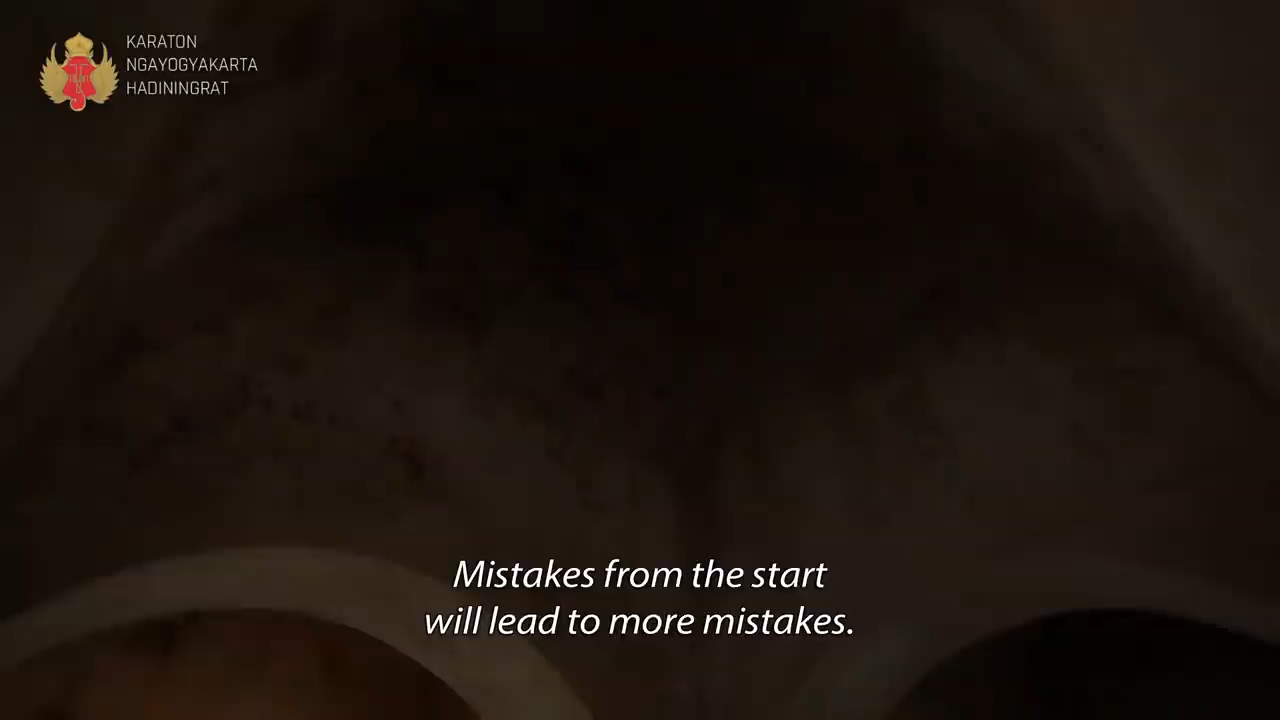 KARATON
NGAYOGYAKARTA
HADININGRAT
Mistakes from the start
will lead to more mistakes.